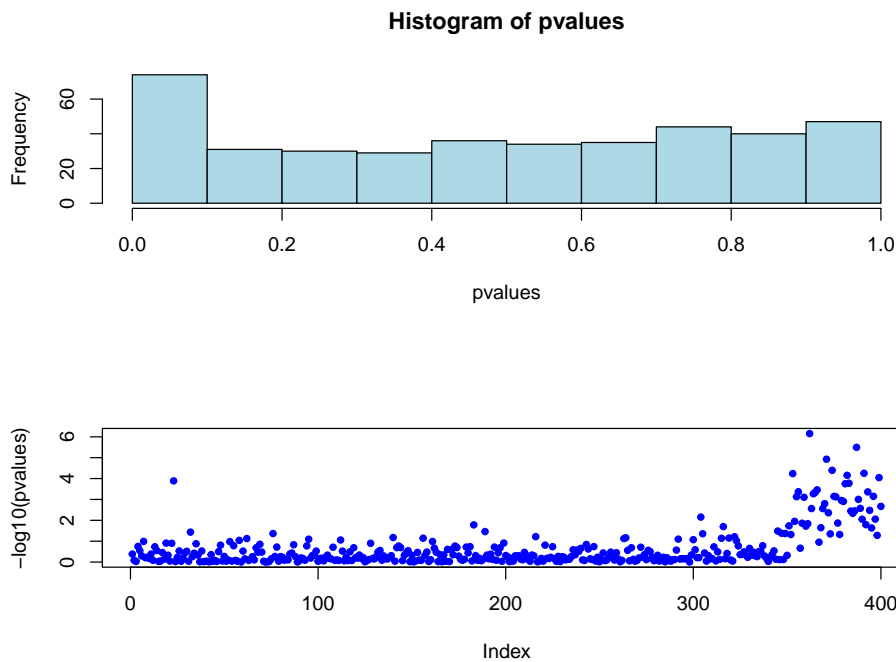 Histogram of pvalues
Frequency
60
20
0
0.0 0.2 0.4 0.6 0.8 1.0
pvalues
−log10(pvalues)
6
4
2
0
0 100 200 300 400
Index